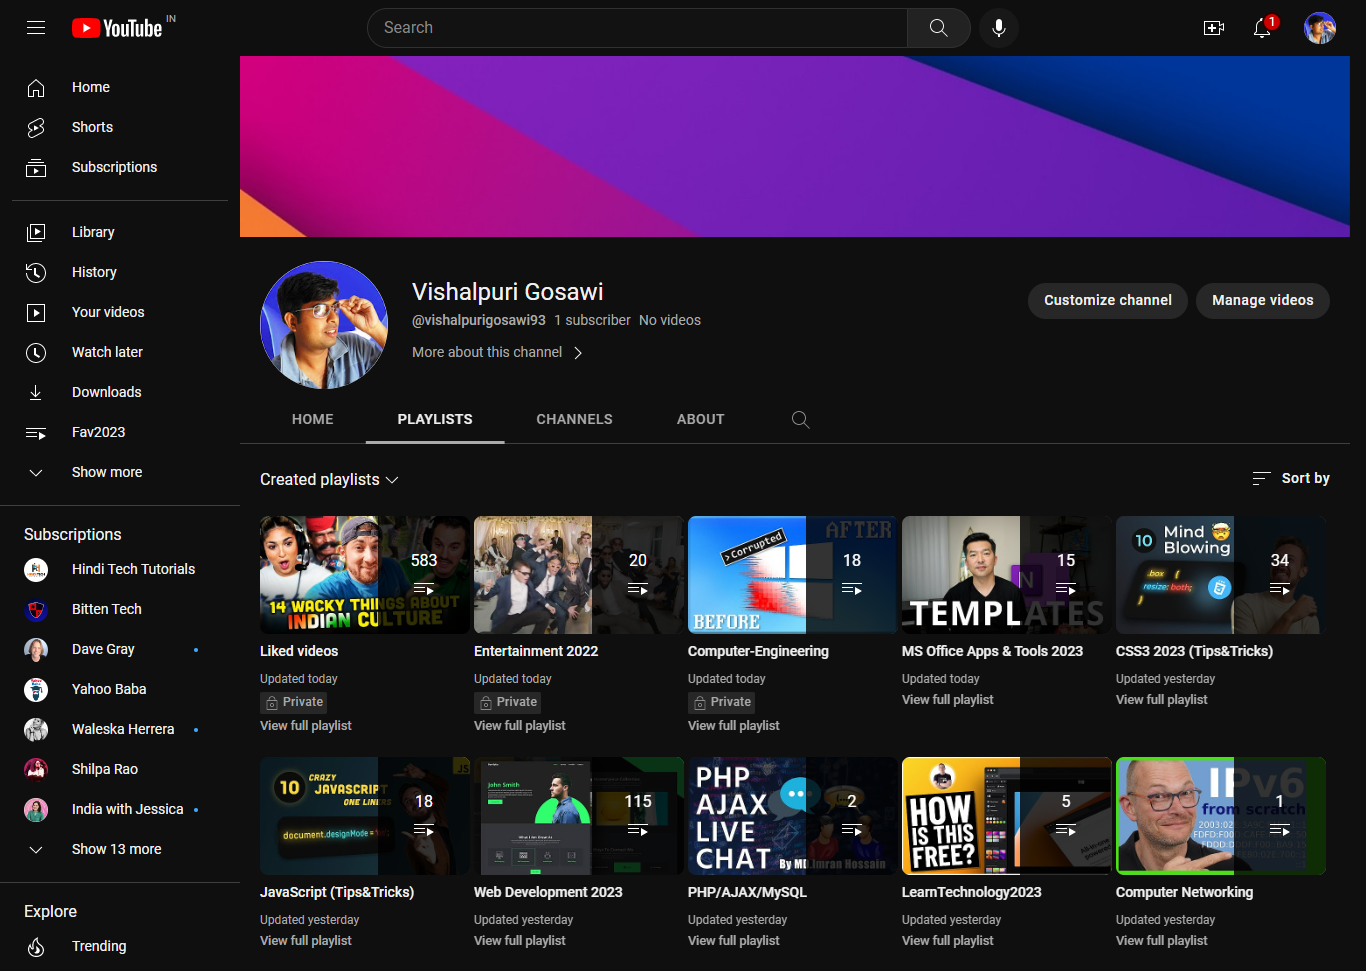 YouTube IN
Search
1
Home
Shorts
Subscriptions
Library
History
Your videos
Watch later
Downloads
Fav2023
Show more
Subscriptions
Hindi Tech Tutorials
Bitten Tech
Dave Gray
Yahoo Baba
Waleska Herrera
Shilpa Rao
India with Jessica
Show 13 more
Explore
Trending
Vishalpuri Gosawi
@vishalpurigosawi93 1 subscriber No videos
More about this channel
Customize channel
Manage videos
HOME PLAYLISTS CHANNELS ABOUT
Created playlists
Sort by
14 WACKY THINGS ABOUT
INDIAN CULTURE
583
Liked videos
Updated today
Private
View full playlist
20
Entertainment 2022
Updated today
Private
View full playlist
>Corrupted
AFTER
BEFORE
18
Computer-Engineering
Updated today
Private
View full playlist
N
TEMPLATES
15
MS Office Apps & Tools 2023
Updated today
View full playlist
10 Mind
Blowing
.box {
resize: both;
}
34
CSS3 2023 (Tips&Tricks)
Updated yesterday
View full playlist
10 CRAZY
JAVASCRIPT
ONE LINERS
JS
document.designMode =
18
JavaScript (Tips&Tricks)
Updated yesterday
View full playlist
John Smith
115
Web Development 2023
Updated yesterday
View full playlist
PHP
AJAX
LIVE
CHAT
By MD.Imran Hossain
2
PHP/AJAX/MySQL
Updated yesterday
View full playlist
HOW
IS THIS
FREE?
5
LearnTechnology2023
Updated yesterday
View full playlist
IPv6
from scratch
1
Computer Networking
Updated yesterday
View full playlist